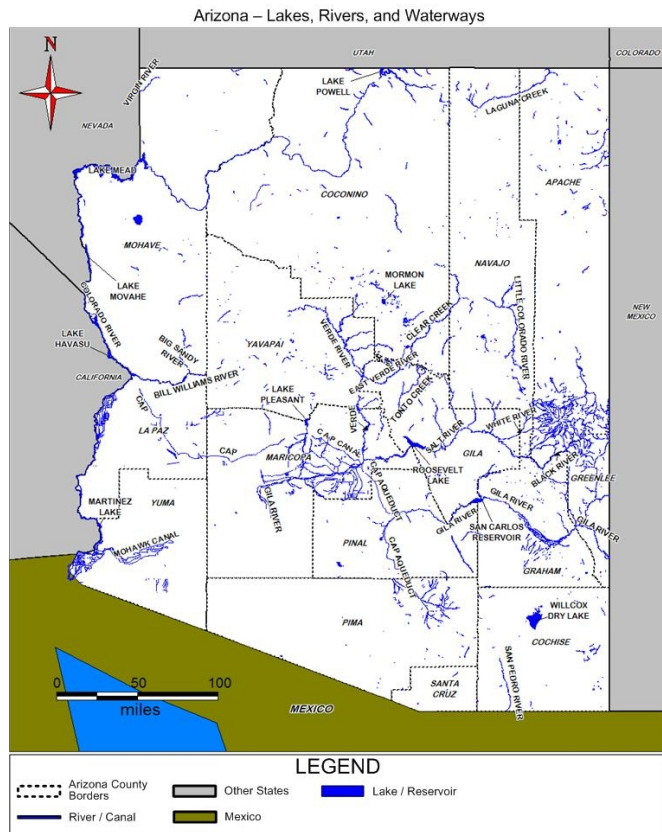 Arizona – Lakes, Rivers, and Waterways
N
UTAH
COLORADO
NEVADA
VIRGIN RIVER
LAKE
POWELL
LAGUNA CREEK
LAKE MEAD
COCONINO
APACHE
MOHAVE
NAVAJO
LAKE
MOVAHE
MORMON
LAKE
COLORADO RIVER
LITTLE COLORADO RIVER
NEW
MEXICO
LAKE
HAVASU
BIG SANDY
RIVER
YAVAPAI
VERDE RIVER
CLEAR CREEK
CALIFORNIA
BILL WILLIAMS RIVER
EAST VERDE RIVER
TONTO CREEK
LAKE
PLEASANT
CAP
LA PAZ
VERDE
WHITE RIVER
CAP
MARICOPA
C A P CANAL
SALT RIVER
GILA
BLACK RIVER
GREENLEE
ROOSEVELT
LAKE
MARTINEZ
LAKE
YUMA
GILA RIVER
CAP AQUEDUCT
GILA RIVER
GILA RIVER
GILA RIVER
SAN CARLOS
RESERVOIR
MOHAWK CANAL
PINAL
CAP AQUEDUCT
GRAHAM
PIMA
WILLCOX
DRY LAKE
COCHISE
SAN PEDRO RIVER
SANTA
CRUZ
0 50 100
miles
MEXICO
LEGEND
Arizona County
Borders
Other States
Lake / Reservoir
River / Canal
Mexico